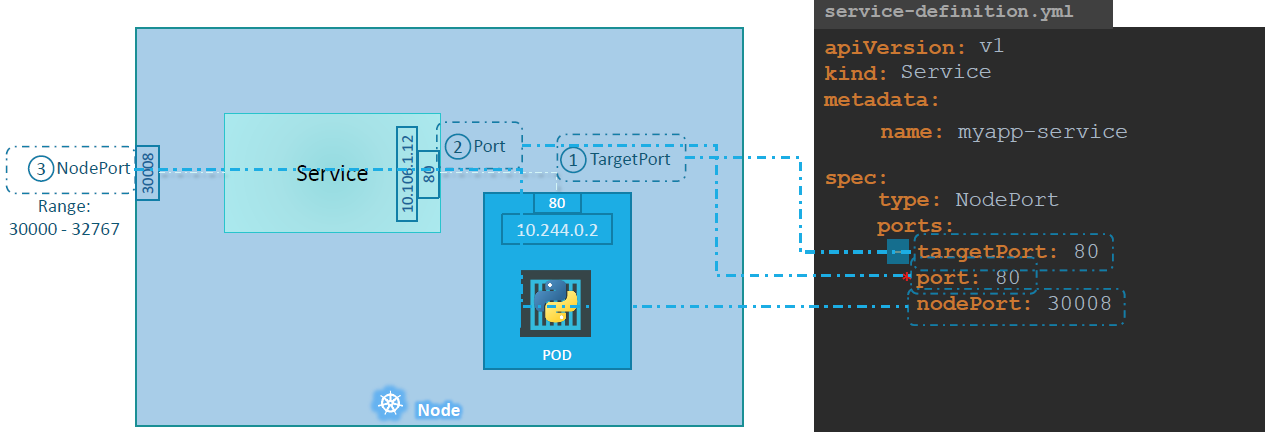 service-definition.yml
apiVersion: v1
kind: Service
metadata:
name: myapp-service
spec:
type: NodePort
ports:
- targetPort: 80
* port: 80
nodePort: 30008
3 NodePort
Range:
30000 - 32767
30008
Service
10.106.1.12
80
2 Port
1 TargetPort
80
10.244.0.2
POD
Node